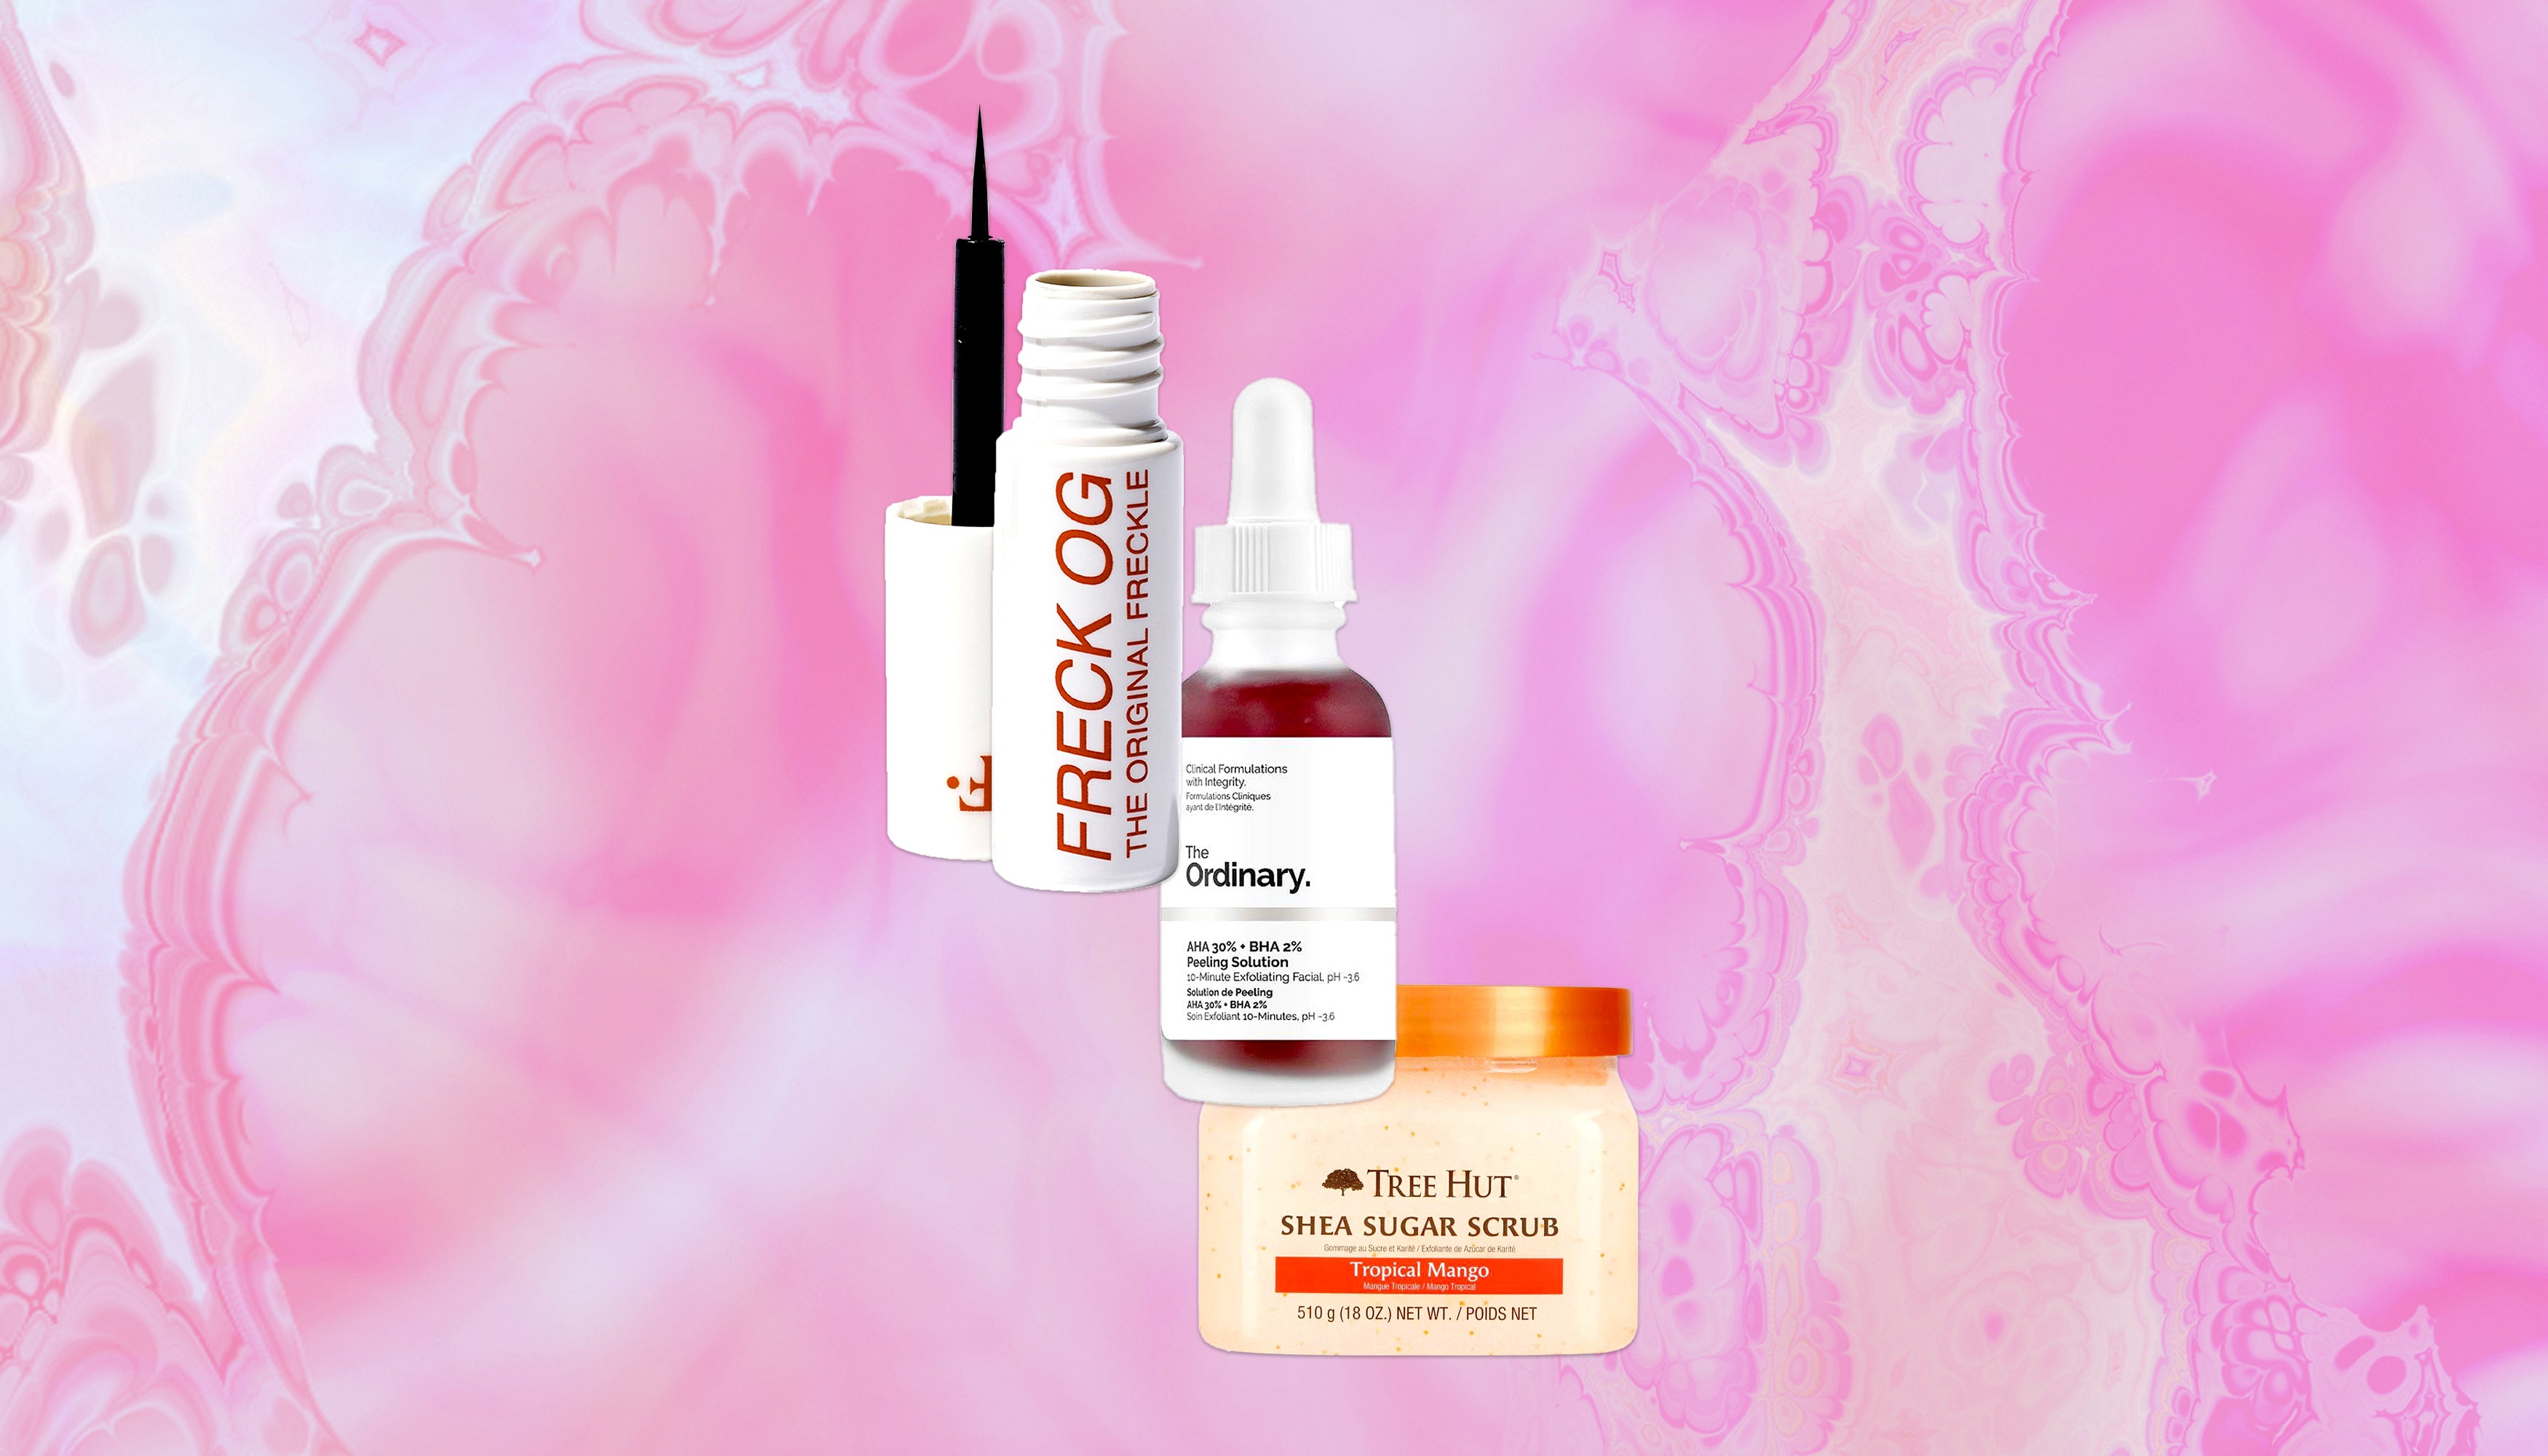 FRECK OG
THE ORIGINAL FRECKLE
Clinical Formulations
with Integrity.
Formulations Cliniques
ayant de l'Intégrité.
The
Ordinary.
AHA 30% + BHA 2%
Peeling Solution
10-Minute Exfoliating Facial, pH ~3.6
Solution de Peeling
AHA 30% + BHA 2%
Soin Exfoliant 10-Minutes, pH ~3.6
TREE HUT®
SHEA SUGAR SCRUB
Gommage au Sucre et Karité / Exfoliante de Azúcar de Karité
Tropical Mango
Mangue Tropicale / Mango Tropical
510 g (18 OZ.) NET WT. / POIDS NET